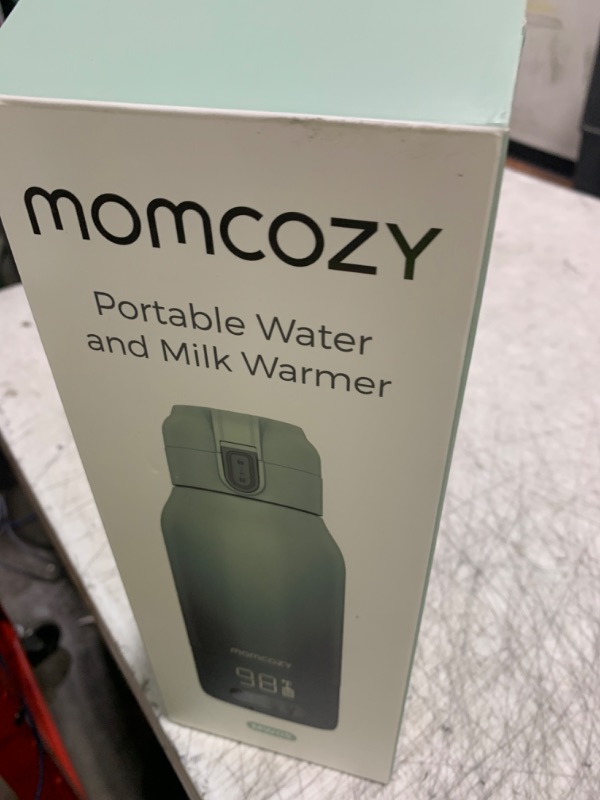 momcozy
Portable Water
and Milk Warmer
momcozy
98°F